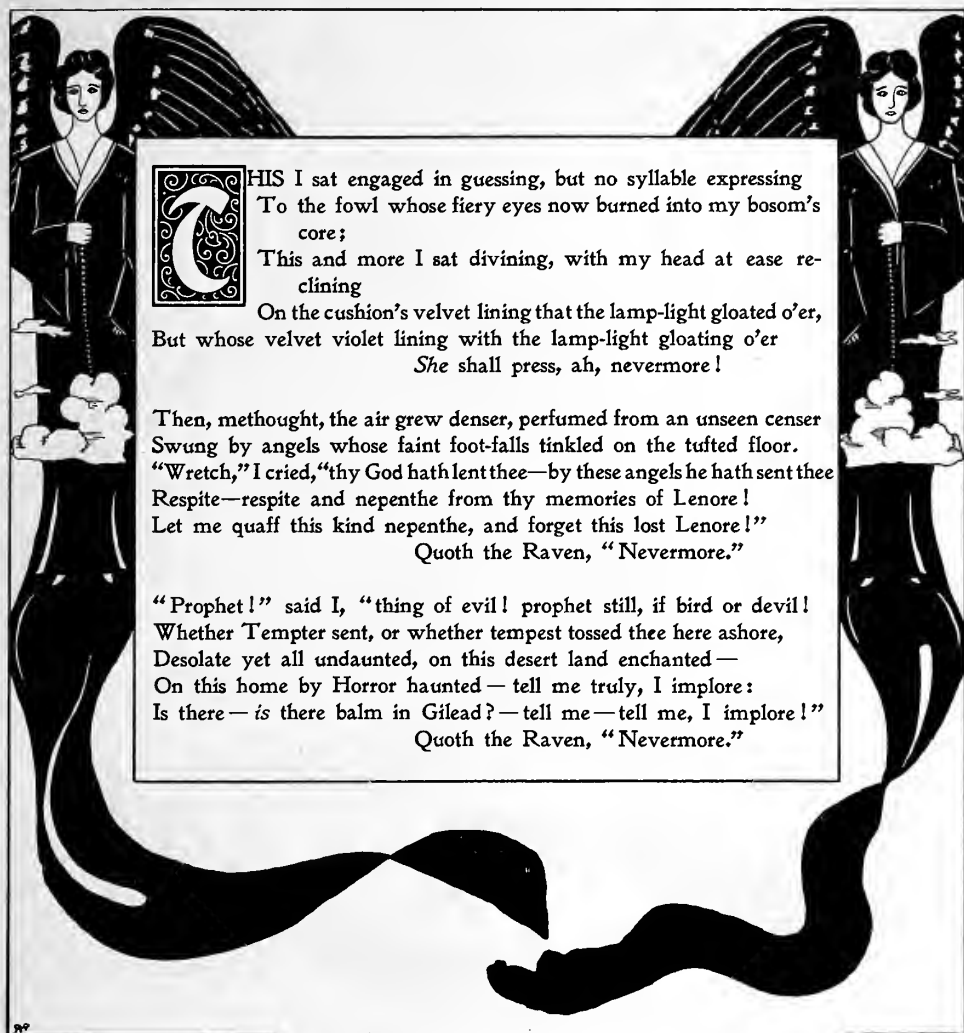 THIS I sat engaged in guessing, but no syllable expressing
To the fowl whose fiery eyes now burned into my bosom's
core;
This and more I sat divining, with my head at ease re-
clining
On the cushion's velvet lining that the lamp-light gloated o'er,
But whose velvet violet lining with the lamp-light gloating o'er
She shall press, ah, nevermore!
Then, methought, the air grew denser, perfumed from an unseen censer
Swung by angels whose faint foot-falls tinkled on the tufted floor.
"Wretch," I cried, "thy God hath lent thee—by these angels he hath sent thee
Respite—respite and nepenthe from thy memories of Lenore!
Let me quaff this kind nepenthe, and forget this lost Lenore!"
Quoth the Raven, "Nevermore."
"Prophet!" said I, "thing of evil! prophet still, if bird or devil!
Whether Tempter sent, or whether tempest tossed thee here ashore,
Desolate yet all undaunted, on this desert land enchanted—
On this home by Horror haunted—tell me truly, I implore:
Is there—is there balm in Gilead?—tell me—tell me, I implore!"
Quoth the Raven, "Nevermore."